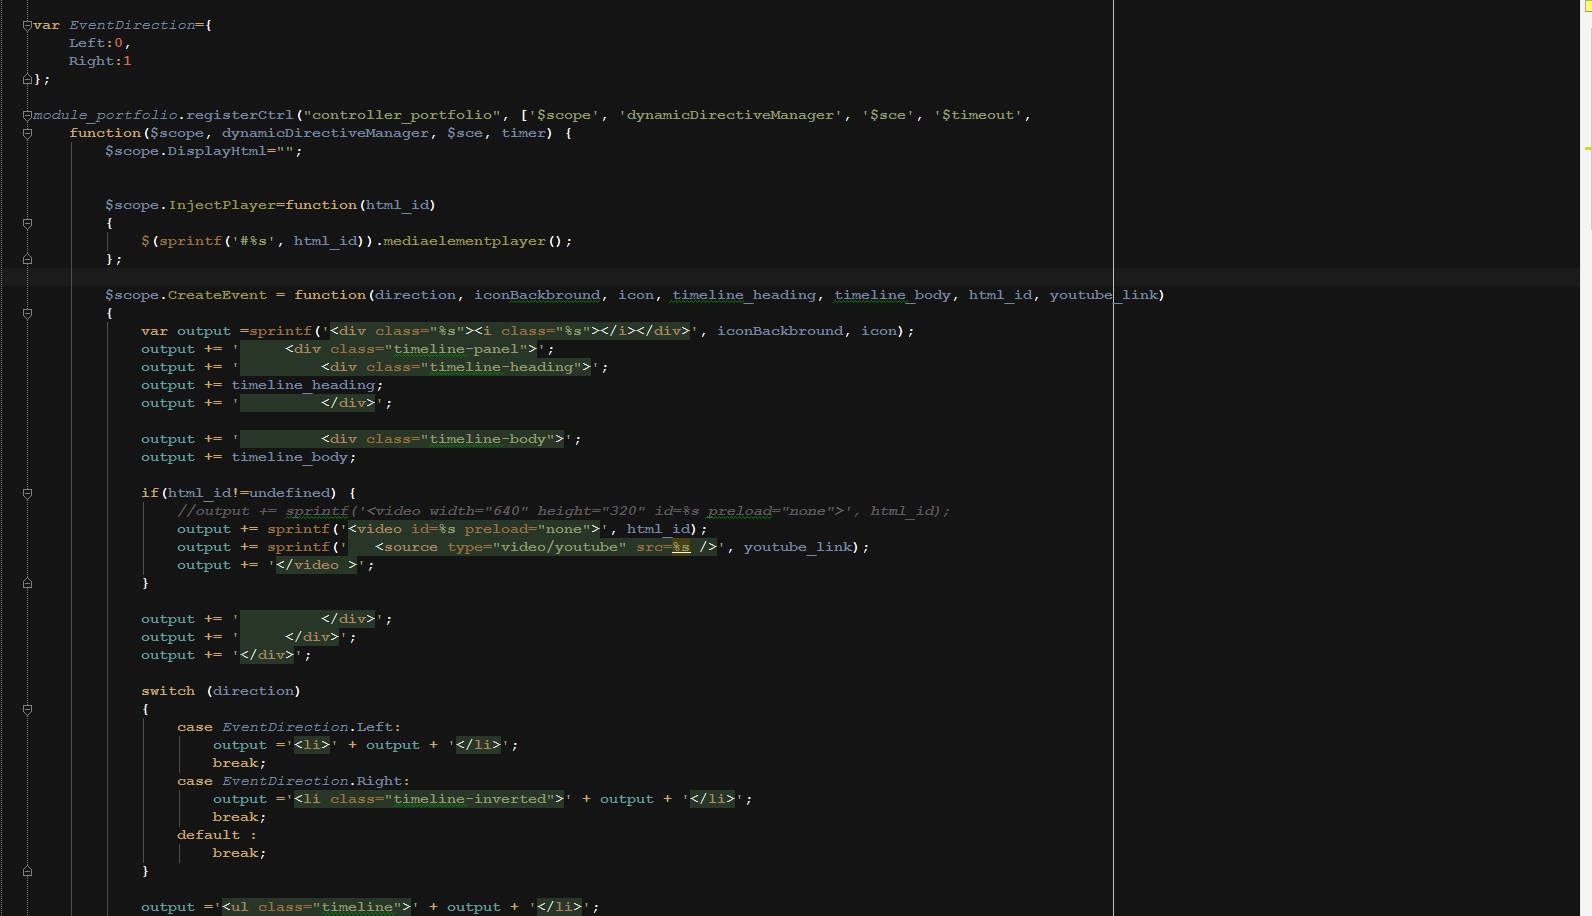 var EventDirection={
    Left:0,
    Right:1
};
module_portfolio.registerCtrl("controller_portfolio", ['$scope', 'dynamicDirectiveManager', '$sce', '$timeout',
    function($scope, dynamicDirectiveManager, $sce, timer) {
        $scope.DisplayHtml="";
        $scope.InjectPlayer=function(html_id)
        {
            $(sprintf('#%s', html_id)).mediaelementplayer();
        };
        $scope.CreateEvent = function(direction, iconBackbround, icon, timeline_heading, timeline_body, html_id, youtube_link)
        {
            var output =sprintf('<div class="%s"><i class="%s"></i></div>', iconBackbround, icon);
            output += '     <div class="timeline-panel">';
            output += '         <div class="timeline-heading">';
            output += timeline_heading;
            output += '         </div>';
            output += '         <div class="timeline-body">';
            output += timeline_body;
            if(html_id!=undefined) {
                //output += sprintf('<video width="640" height="320" id=%s preload="none">', html_id);
                output += sprintf('<video id=%s preload="none">', html_id);
                output += sprintf('   <source type="video/youtube" src=%s />', youtube_link);
                output += '</video >';
            }
            output += '         </div>';
            output += '     </div>';
            output += '</div>';
            switch (direction)
            {
                case EventDirection.Left:
                    output ='<li>' + output + '</li>';
                    break;
                case EventDirection.Right:
                    output ='<li class="timeline-inverted">' + output + '</li>';
                    break;
                default :
                    break;
            }
            output ='<ul class="timeline">' + output + '</li>';